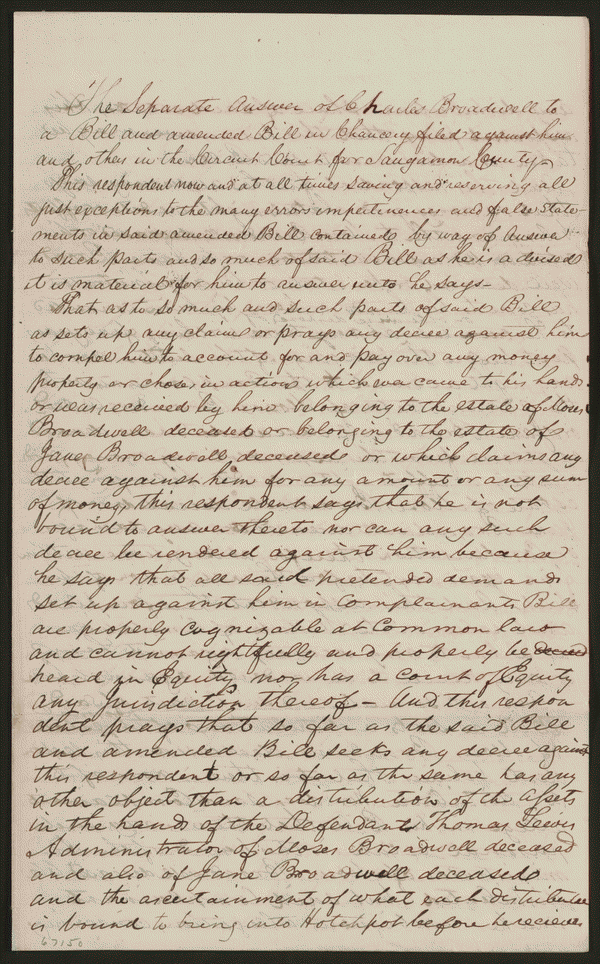 The Separate Answer of Charles Broadwell to
a Bill and amended Bill in Chancery filed against him
and others in the Circuit Court for Sangamon County
This respondent now and at all times saving and reserving all
just exceptions to the many errors impertinences and false state-
ments in said amended Bill contained by way of Answer
to such parts and so much of said Bill as he is advised
it is material for him to answer unto he says-
That as to so much and such parts of said Bill
as sets up any claim or prays any decree against him
to compel him to account for and pay over any money
property or chose in action which ever came to his hands
or was received by him belonging to the estate of Moses
Broadwell deceased or belonging to the estate of
Jane Broadwell deceased or which claims any
decree against him for any amount or any sum
of money, this respondent says that he is not
bound to answer thereto nor can any such
decree be rendered against him because
he says that all said pretended demands
set up against him in Complainants Bill
are properly cognizable at Common law
and cannot rightfully and properly be
heard in Equity nor has a court of Equity
any Jurisdiction thereof - And this respon
dent prays that so far as the said Bill
and amended Bill seeks any decree against
this respondent or so far as the same has any
other object than a distribution of the Assets
in the hands of the Defendant Thomas Lewis
Administrator of Moses Broadwell deceased
and also of Jane Broadwell deceased
and the ascertainment of what each distributee
is bound to bring into Hotchpot before he recieves
67150